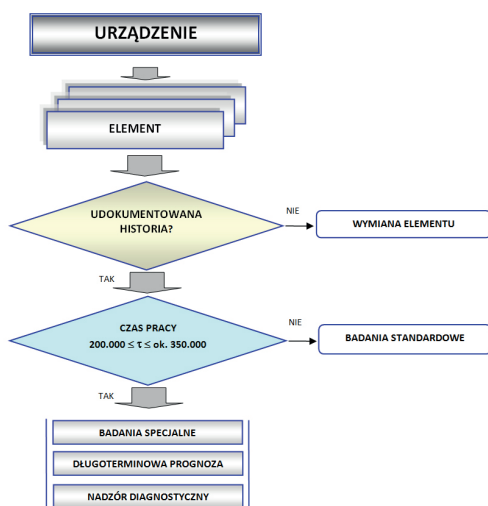 URZĄDZENIE
ELEMENT
UDOKUMENTOWANA
HISTORIA?
NIE
WYMIANA ELEMENTU
TAK
CZAS PRACY
200.000 ≤ τ ≤ ok. 350.000
NIE
BADANIA STANDARDOWE
TAK
BADANIA SPECJALNE
DŁUGOTERMINOWA PROGNOZA
NADZÓR DIAGNOSTYCZNY